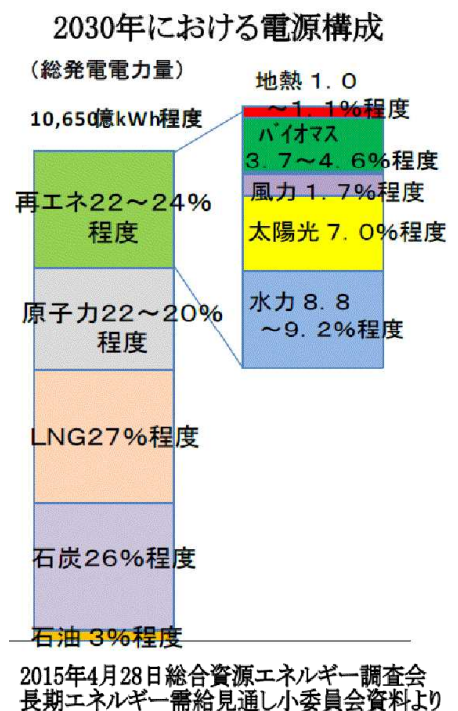 2030年における電源構成
（総発電電力量）
10,650億kWh程度
再エネ22～24%
程度
原子力22～20%
程度
LNG27%程度
石炭26%程度
石油 3%程度
地熱 1．0
～1．1%程度
バイオマス
3．7～4．6%程度
風力 1．7%程度
太陽光 7．0%程度
水力 8．8
～9．2%程度
2015年4月28日総合資源エネルギー調査会
長期エネルギー需給見通し小委員会資料より